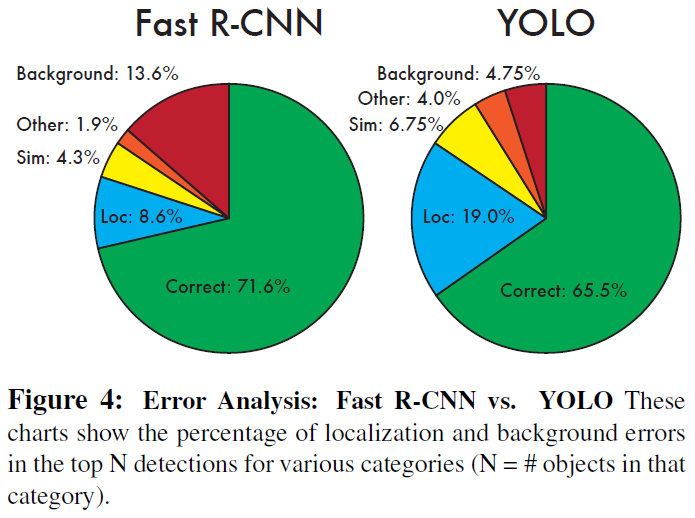 Fast R-CNN
Background: 13.6%
Other: 1.9%
Sim: 4.3%
Loc: 8.6%
Correct: 71.6%
YOLO
Background: 4.75%
Other: 4.0%
Sim: 6.75%
Loc: 19.0%
Correct: 65.5%
Figure 4: Error Analysis: Fast R-CNN vs. YOLO These
charts show the percentage of localization and background errors
in the top N detections for various categories (N = # objects in that
category).